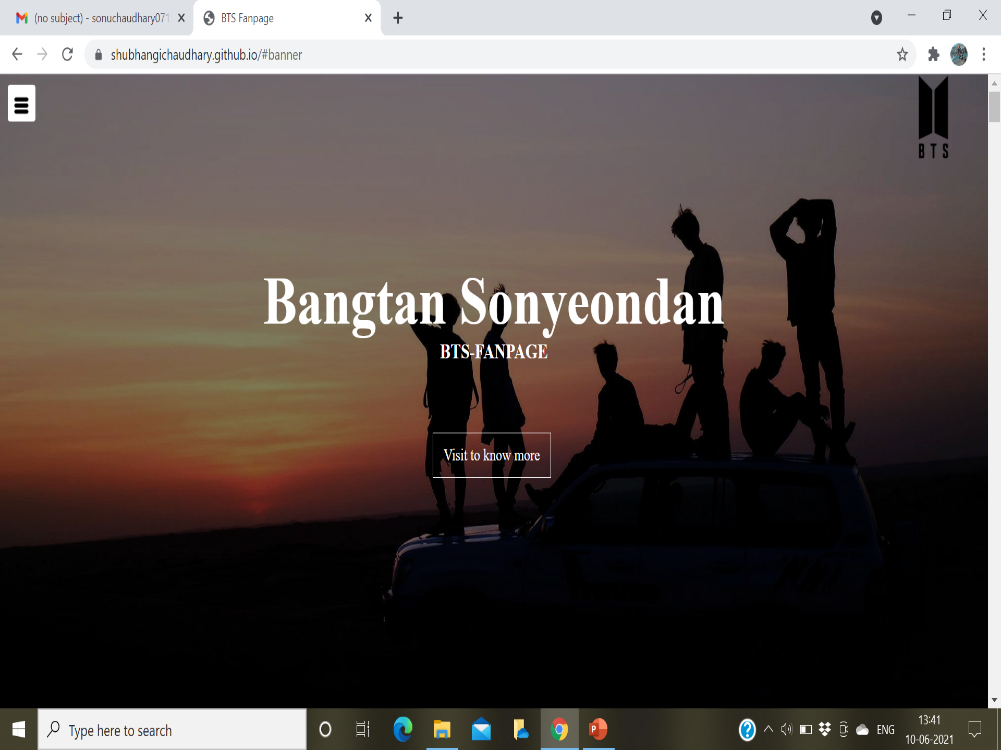 (no subject) - sonuchaudhary071
BTS Fanpage
shubhangichaudhary.github.io/#banner
BTS
Bangtan Sonyeondan
BTS-FANPAGE
Visit to know more
Type here to search
ENG
13:41
10-06-2021